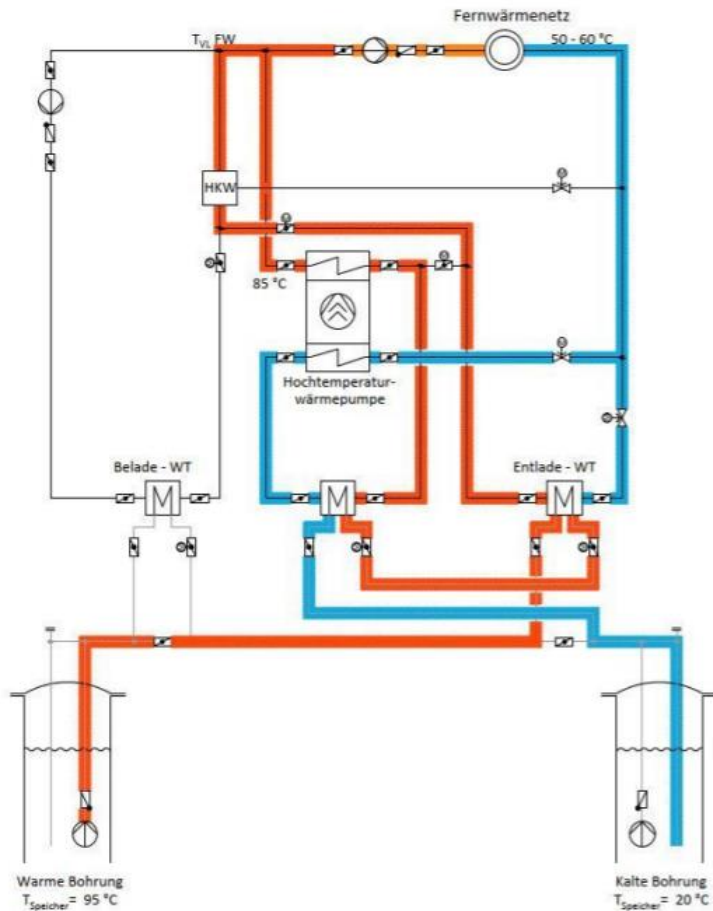 Fernwärmenetz
T_VL FW
50 - 60 °C
HKW
85 °C
Hochtemperatur-
wärmepumpe
Belade - WT
Entlade - WT
M
M
M
Warme Bohrung
T_Speicher= 95 °C
Kalte Bohrung
T_Speicher= 20 °C